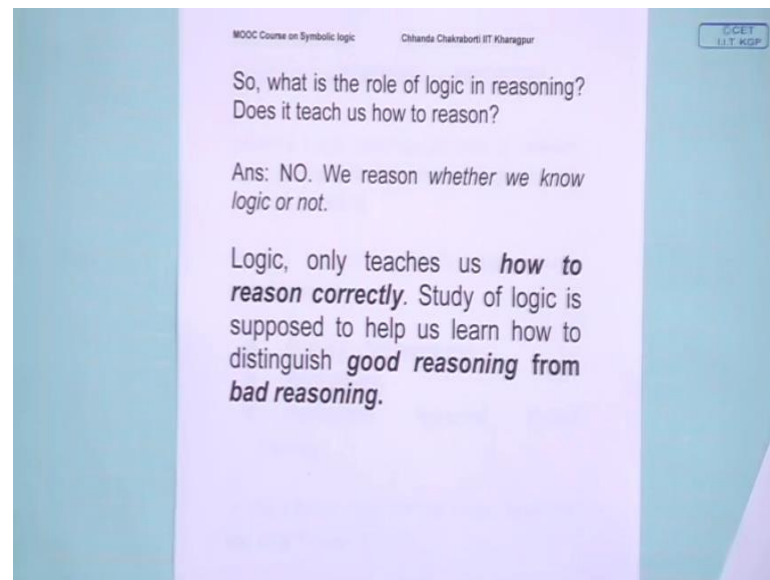 MOOC Course on Symbolic logic Chhanda Chakraborti IIT Kharagpur
CET
I.I.T KGP
So, what is the role of logic in reasoning?
Does it teach us how to reason?
Ans: NO. We reason whether we know
logic or not.
Logic, only teaches us how to
reason correctly. Study of logic is
supposed to help us learn how to
distinguish good reasoning from
bad reasoning.